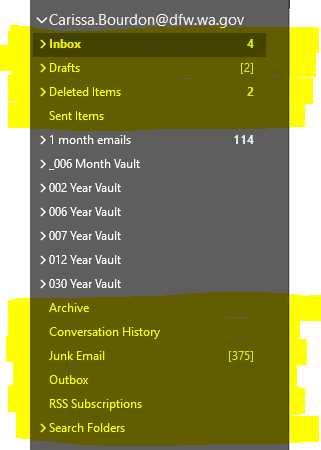 Carissa.Bourdon@dfw.wa.gov
Inbox 4
Drafts [2]
Deleted Items 2
Sent Items
1 month emails 114
_006 Month Vault
002 Year Vault
006 Year Vault
007 Year Vault
012 Year Vault
030 Year Vault
Archive
Conversation History
Junk Email [375]
Outbox
RSS Subscriptions
Search Folders